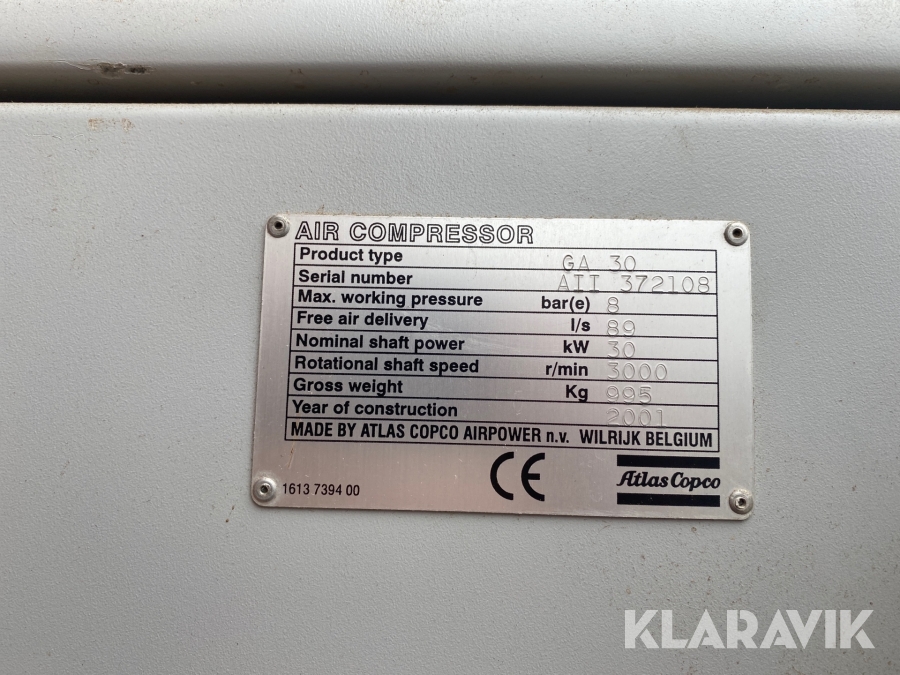 AIR COMPRESSOR
Product type GA 30
Serial number AII 372108
Max. working pressure bar(e) 8
Free air delivery l/s 89
Nominal shaft power kW 30
Rotational shaft speed r/min 3000
Gross weight Kg 995
Year of construction 2001
MADE BY ATLAS COPCO AIRPOWER n.v. WILRIJK BELGIUM
1613 7394 00 CE Atlas Copco
KLARAVIK